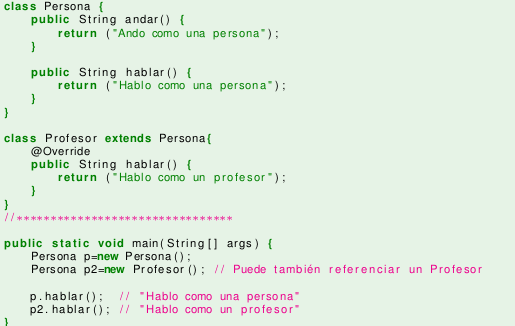 class Persona {
public String andar() {
return ("Ando como una persona");
}
public String hablar() {
return ("Hablo como una persona");
}
}
class Profesor extends Persona{
@Override
public String hablar() {
return ("Hablo como un profesor");
}
}
//********************************
public static void main(String[] args) {
Persona p=new Persona();
Persona p2=new Profesor(); // Puede también referenciar un Profesor
p.hablar(); // "Hablo como una persona"
p2.hablar(); // "Hablo como un profesor"
}